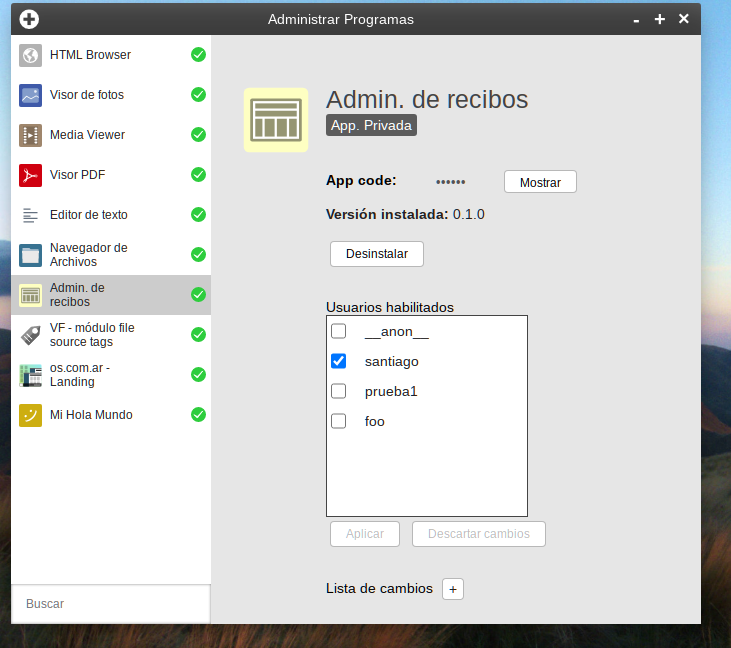 Administrar Programas
HTML Browser
Visor de fotos
Media Viewer
Visor PDF
Editor de texto
Navegador de
Archivos
Admin. de
recibos
VF - módulo file
source tags
os.com.ar -
Landing
Mi Hola Mundo
Buscar
Admin. de recibos
App. Privada
App code: •••••• Mostrar
Versión instalada: 0.1.0
Desinstalar
Usuarios habilitados
__anon__
santiago
prueba1
foo
Aplicar Descartar cambios
Lista de cambios +